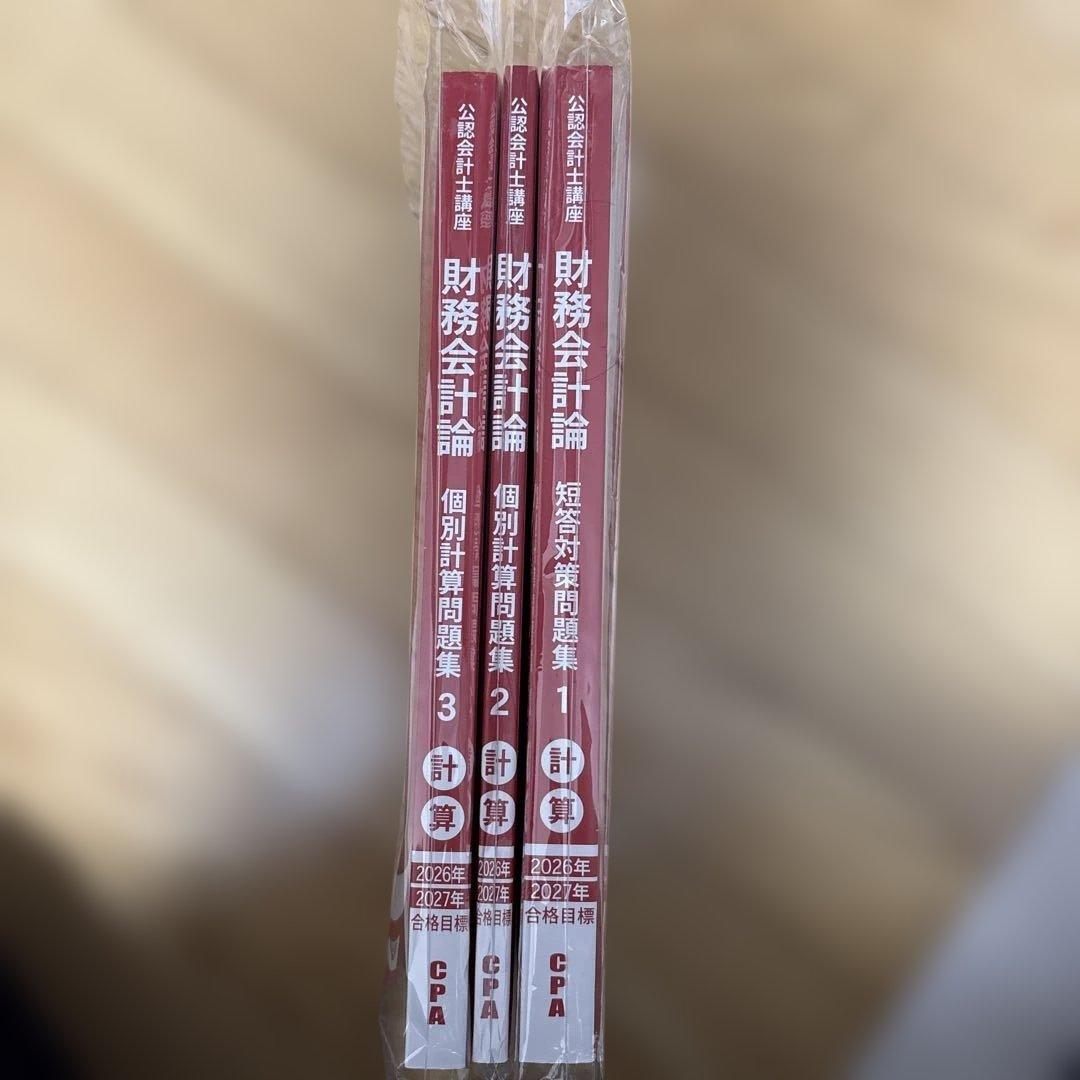 公認会計士講座
財務会計論
個別計算問題集
3
計
算
2026年
2027年
合格目標
CPA
公認会計士講座
財務会計論
個別計算問題集
2
計
算
2026年
2027年
合格目標
CPA
公認会計士講座
財務会計論
短答対策問題集
1
計
算
2026年
2027年
合格目標
CPA